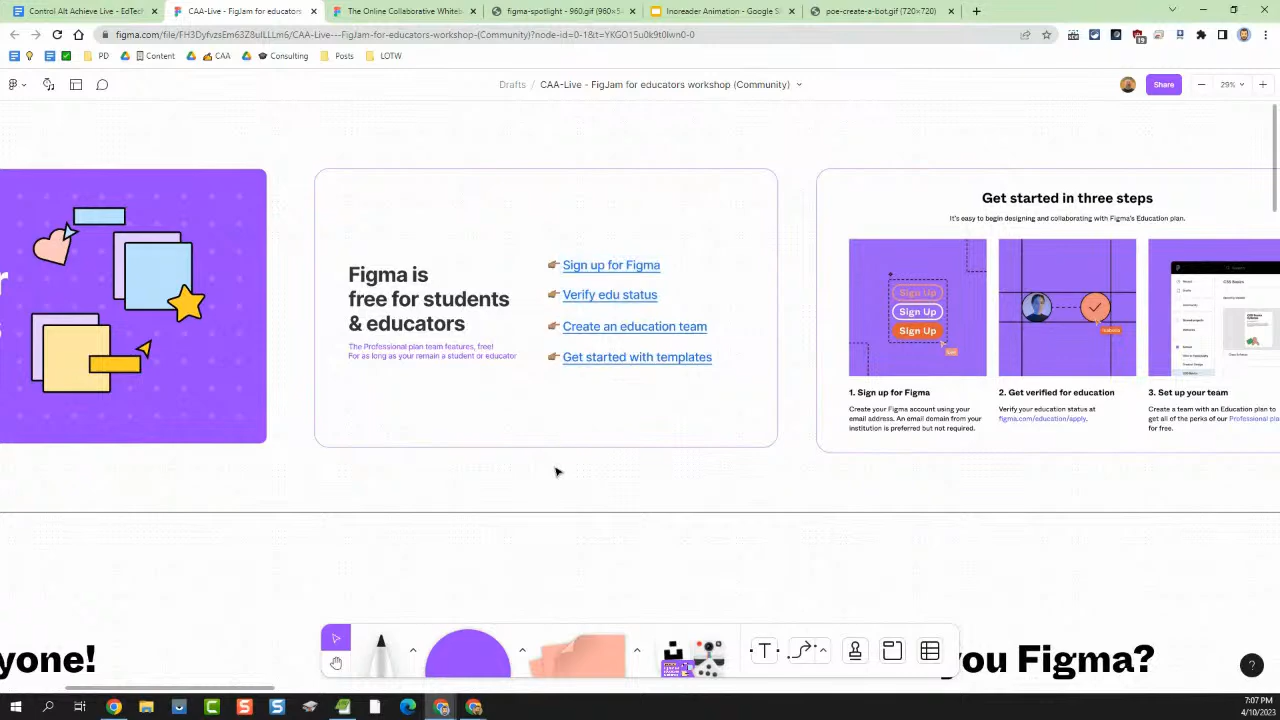 Control Alt Achieve Live - EdTecl
CAA-Live - FigJam for educators
The Online Collaborative White
figma-spotlight - 960.gif (980×5
Inoreader Animation - Google S
poe-create-a-bot.gif (720×720)
figma.com/file/
/CAA-Live---FigJam-for-educators-workshop-(Community)?node-id=0-1&t=YKGO15u0k9t0lwn0-0
PD
Content
CAA
Consulting
Posts
LOTW
Drafts / CAA-Live - FigJam for educators workshop (Community)
Share
29%
Figma is
free for students
& educators
The Professional plan team features, free!
For as long as your remain a student or educator
Sign up for Figma
Verify edu status
Create an education team
Get started with templates
Get started in three steps
It's easy to begin designing and collaborating with Figma's Education plan.
Sign Up
Sign Up
Sign Up
CSS Basics
1. Sign up for Figma
Create your Figma account using your
email address. An email domain from your
institution is preferred but not required.
2. Get verified for education
Verify your education status at
figma.com/education/apply.
3. Set up your team
Create a team with an Education plan to
get all of the perks of our Professional pla
for free.
yone!
you Figma?
T
?
7:07 PM
4/10/2023